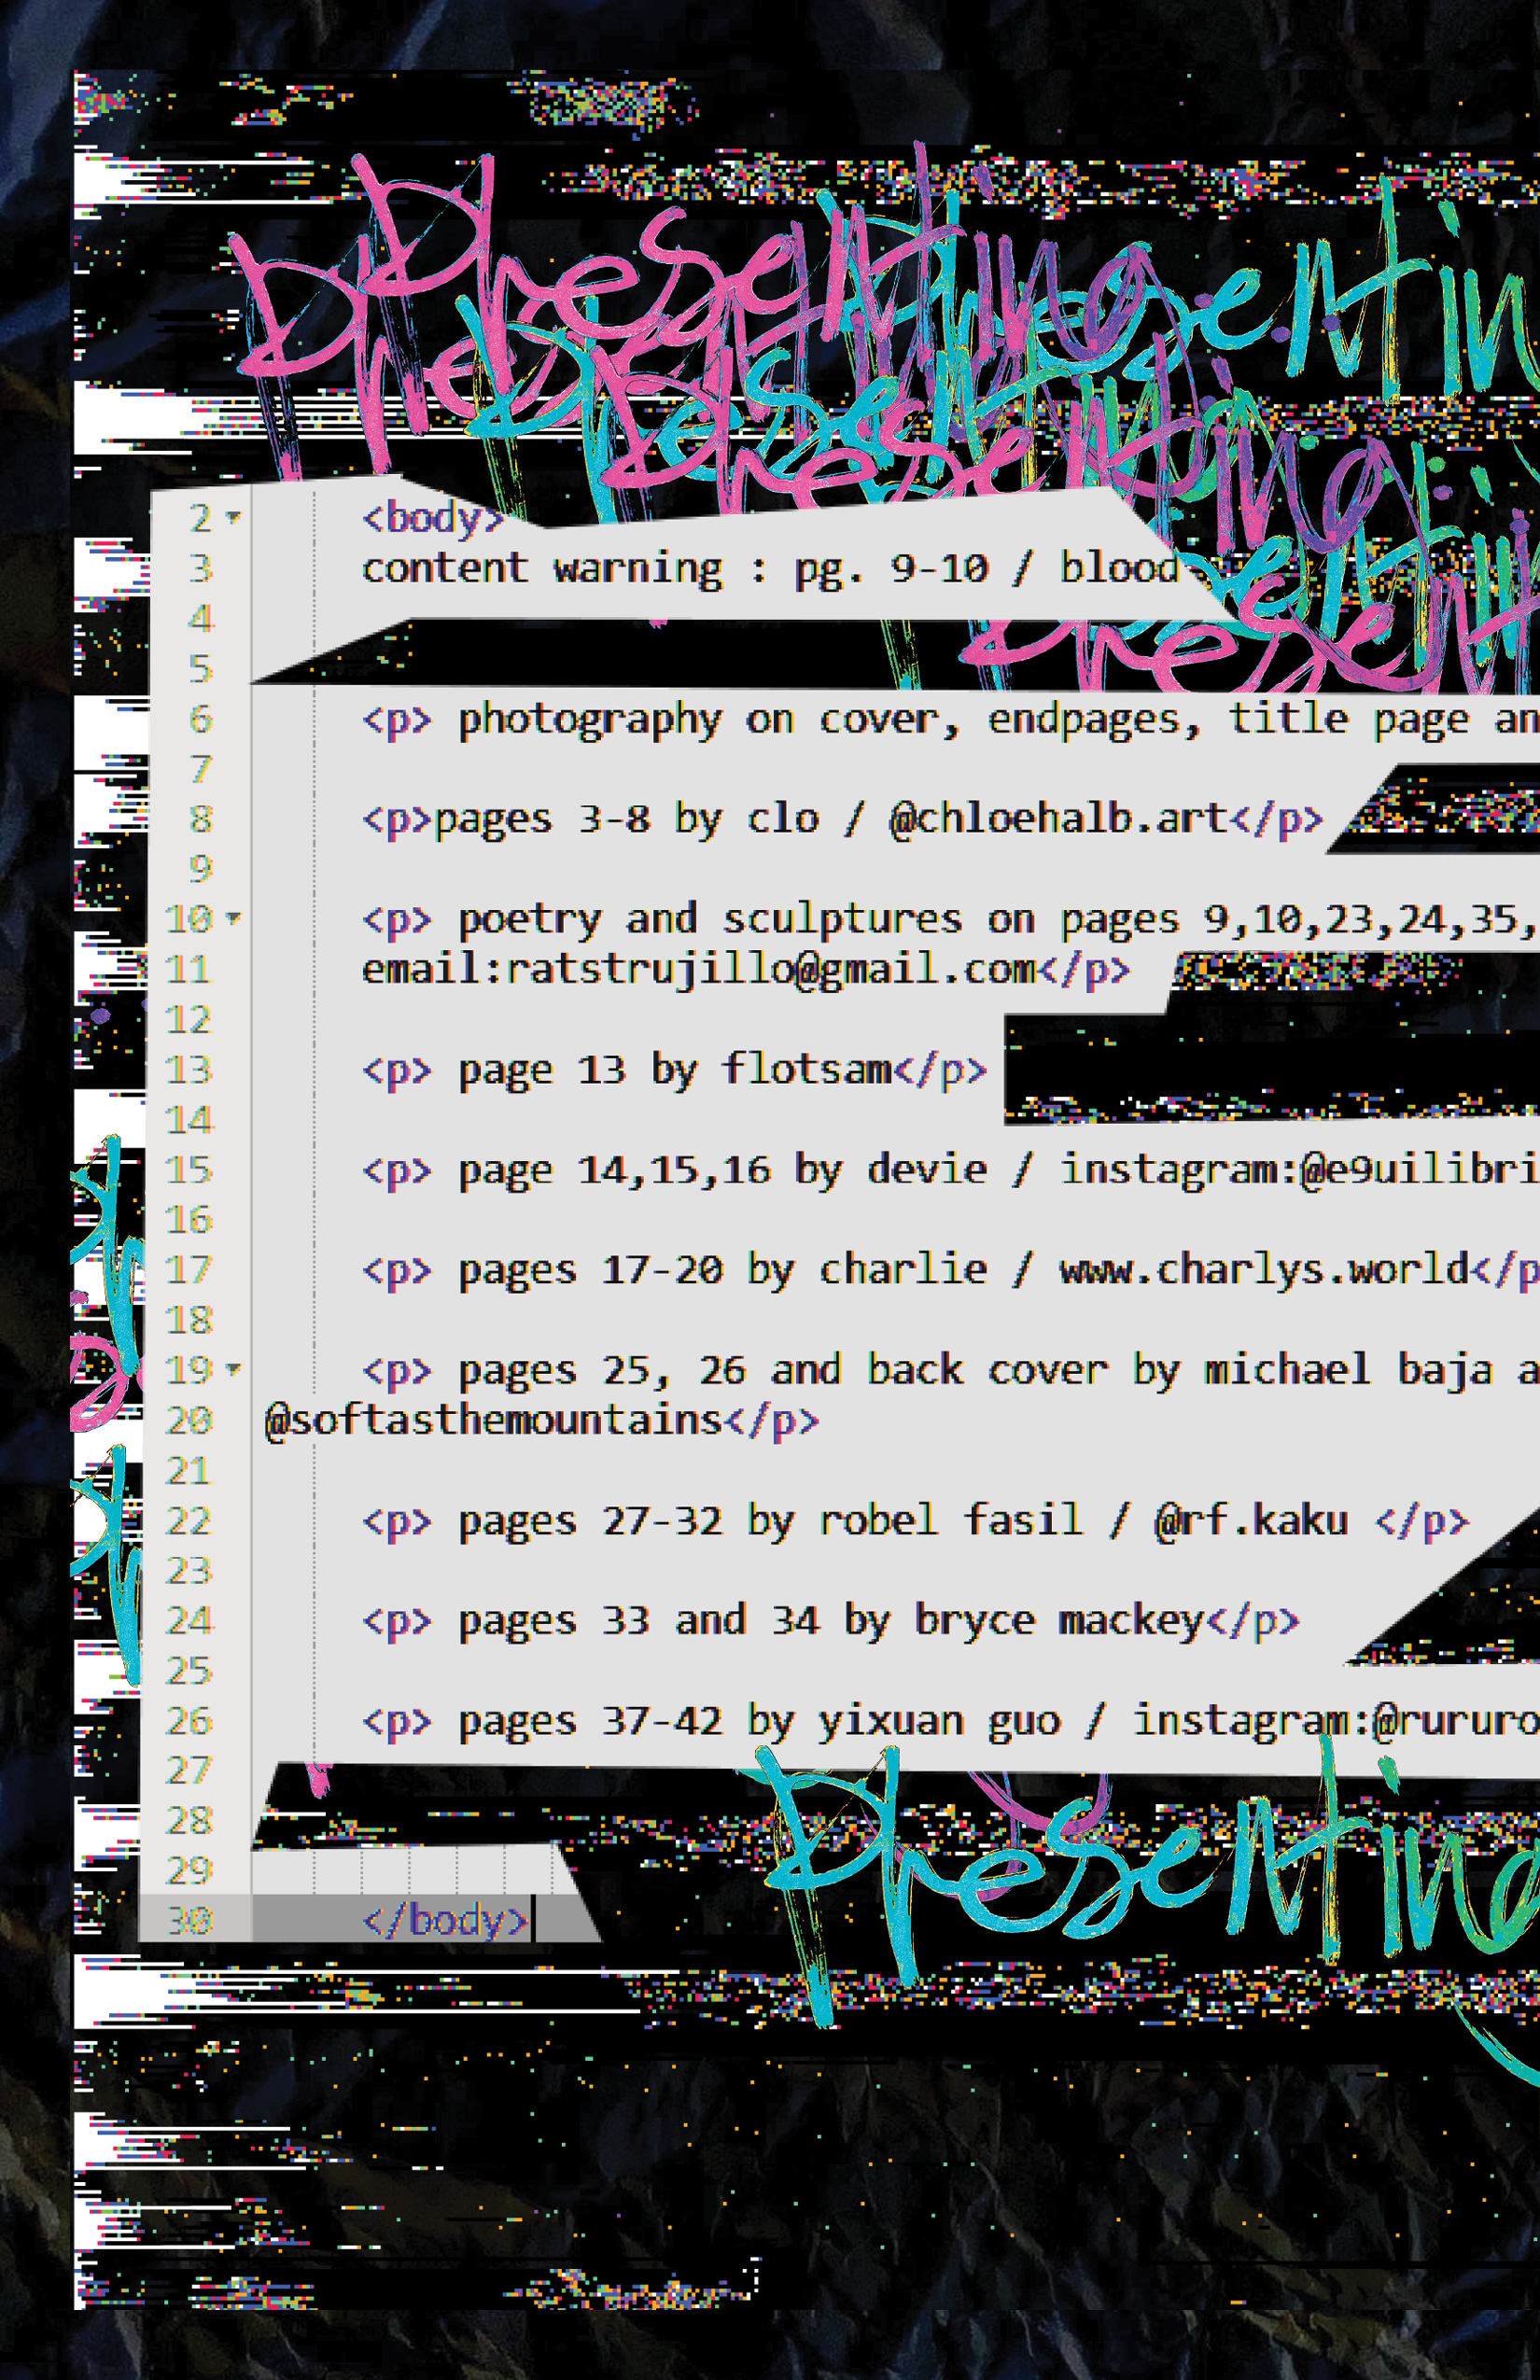 Presenting
Presenting
Presenting
Presenting
2 <body>
3 content warning : pg. 9-10 / blood
4
5
6 <p> photography on cover, endpages, title page an
7
8 <p>pages 3-8 by clo / @chloehalb.art</p>
9
10 <p> poetry and sculptures on pages 9,10,23,24,35,
11 email:ratstrujillo@gmail.com</p>
12
13 <p> page 13 by flotsam</p>
14
15 <p> page 14,15,16 by devie / instagram:@e9uilibri
16
17 <p> pages 17-20 by charlie / www.charlys.world</p
18
19 <p> pages 25, 26 and back cover by michael baja a
20 @softasthemountains</p>
21
22 <p> pages 27-32 by robel fasil / @rf.kaku </p>
23
24 <p> pages 33 and 34 by bryce mackey</p>
25
26 <p> pages 37-42 by yixuan guo / instagram:@rururo
27
28
29
30 </body>
Presenting